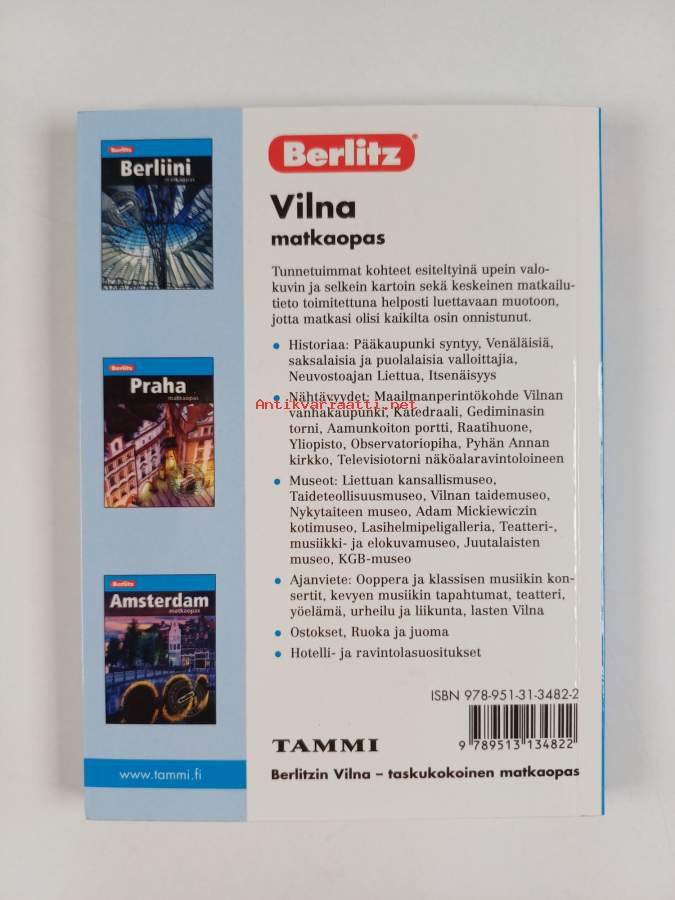 Berlitz
Berliini
matkaopas
Berlitz
Praha
matkaopas
Berlitz
Amsterdam
matkaopas
www.tammi.fi
Berlitz®
Vilna
matkaopas
Tunnetuimmat kohteet esiteltyinä upein valo-
kuvin ja selkein kartoin sekä keskeinen matkailu-
tieto toimitettuna helposti luettavaan muotoon,
jotta matkasi olisi kaikilta osin onnistunut.
• Historiaa: Pääkaupunki syntyy, Venäläisiä,
saksalaisia ja puolalaisia valloittajia,
Neuvostoajan Liettua, Itsenäisyys
• Nähtävyydet: Maailmanperintökohde Vilnan
Antikvariaatti.net
vanhakaupunki, Katedraali, Gediminasin
torni, Aamunkoiton portti, Raatihuone,
Yliopisto, Observatoriopiha, Pyhän Annan
kirkko, Televisiotorni näköalaravintoloineen
• Museot: Liettuan kansallismuseo,
Taideteollisuusmuseo, Vilnan taidemuseo,
Nykytaiteen museo, Adam Mickiewiczin
kotimuseo, Lasihelmipeligalleria, Teatteri-,
musiikki- ja elokuvamuseo, Juutalaisten
museo, KGB-museo
• Ajanviete: Ooppera ja klassisen musiikin kon-
sertit, kevyen musiikin tapahtumat, teatteri,
yöelämä, urheilu ja liikunta, lasten Vilna
• Ostokset, Ruoka ja juoma
• Hotelli- ja ravintolasuositukset
ISBN 978-951-31-3482-2
TAMMI
9 789513 134822
Berlitzin Vilna – taskukokoinen matkaopas